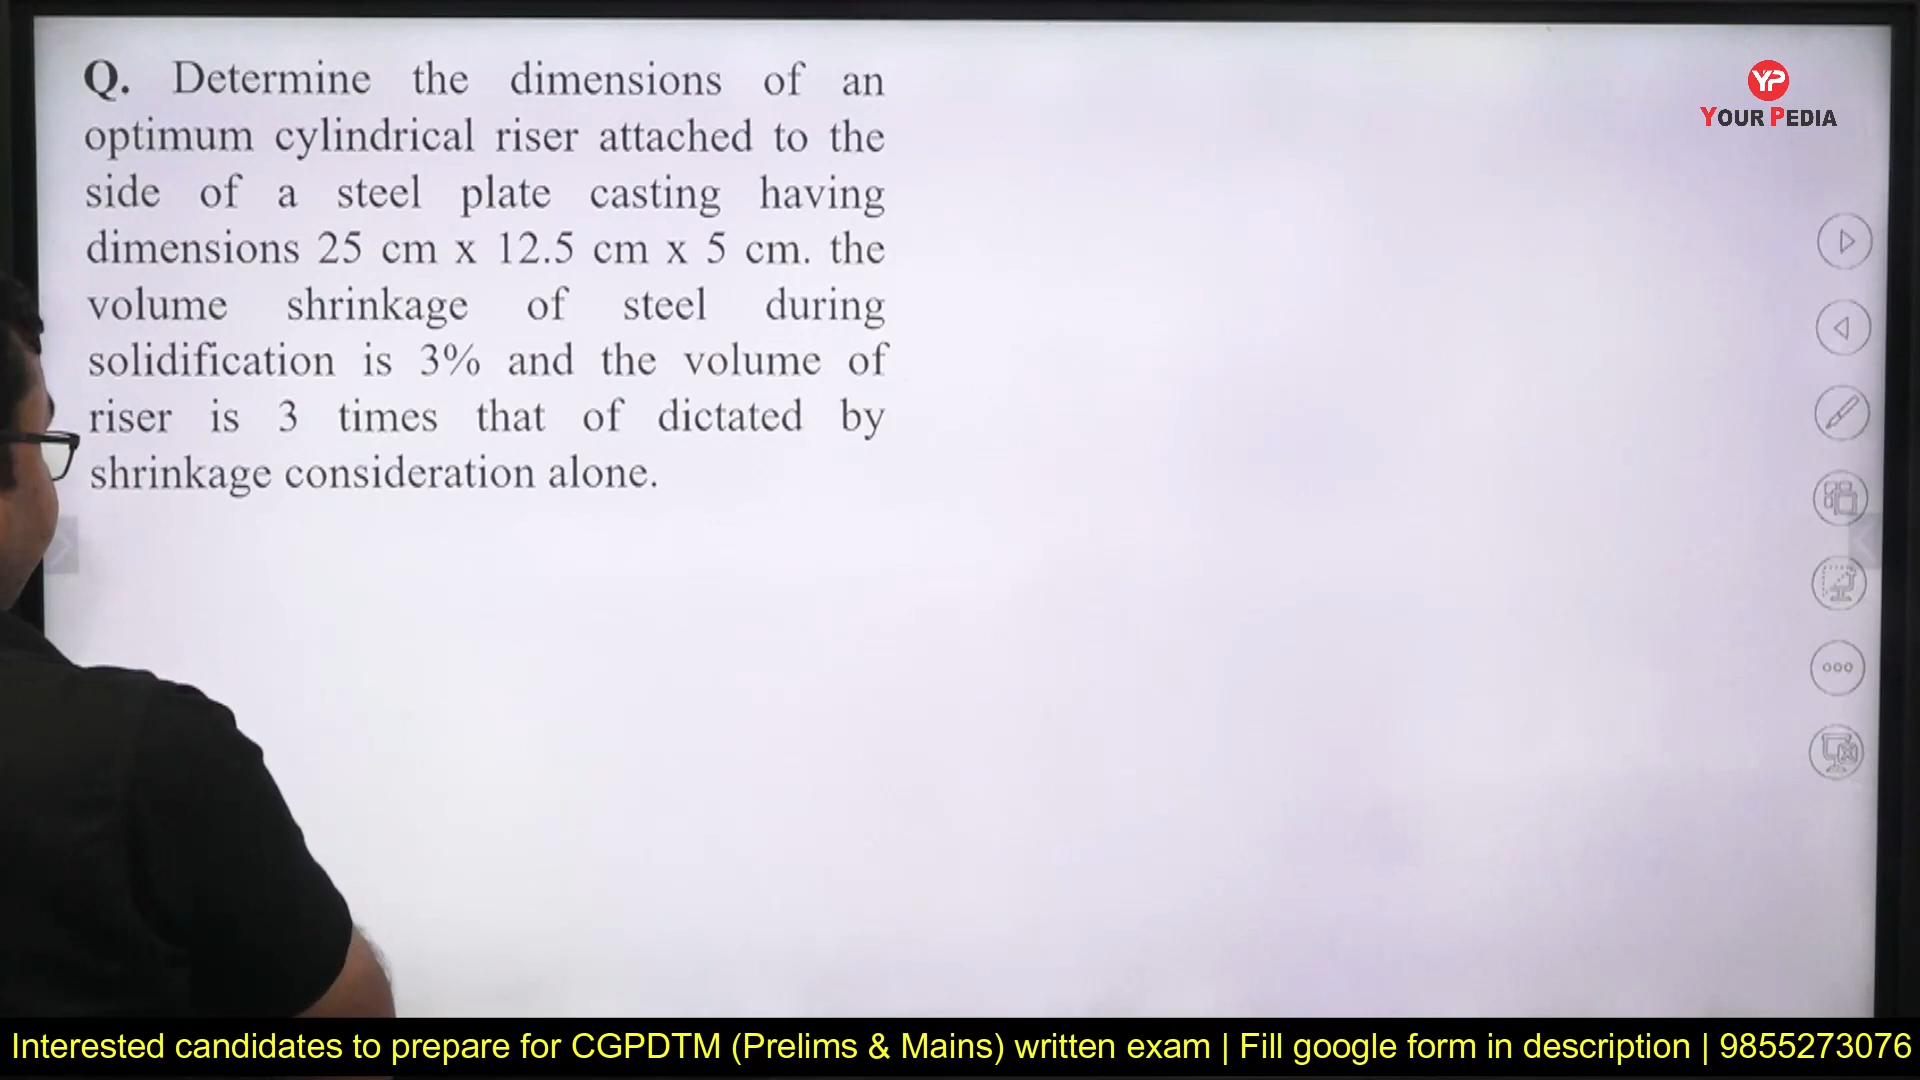 Q. Determine the dimensions of an
optimum cylindrical riser attached to the
side of a steel plate casting having
dimensions 25 cm x 12.5 cm x 5 cm. the
volume shrinkage of steel during
solidification is 3% and the volume of
riser is 3 times that of dictated by
shrinkage consideration alone.
YP
YOUR PEDIA
Interested candidates to prepare for CGPDTM (Prelims & Mains) written exam | Fill google form in description | 9855273076